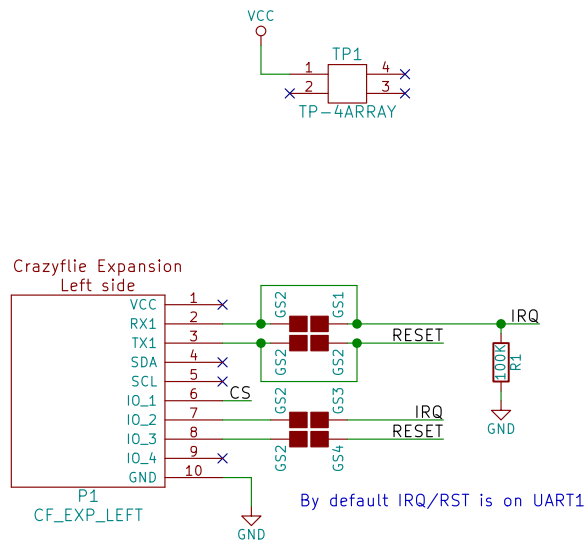 VCC
TP1
1
4
2
3
TP-4ARRAY
Crazyflie Expansion
Left side
VCC 1
RX1 2
TX1 3
SDA 4
SCL 5
IO_1 6 CS
IO_2 7
IO_3 8
IO_4 9
GND 10
P1
CF_EXP_LEFT
GS2
GS1
IRQ
RESET
GS2
GS2
100K
R1
GND
GS2
GS3
IRQ
RESET
GS2
GS4
GND
By default IRQ/RST is on UART1